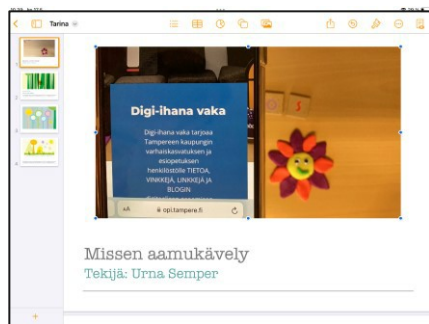 Tarina
Digi-ihana vaka
Digi-ihana vaka tarjoaa
Tampereen kaupungin
varhaiskasvatuksen ja
esiopetuksen
henkilöstölle TIETOA,
VINKKEJÄ, LINKKEJÄ JA
BLOGIN
AA opi.tampere.fi
Missen aamukävely
Tekijä: Urna Semper